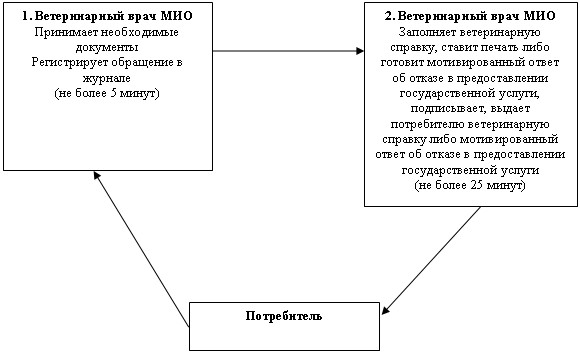 1. Ветеринарный врач МИО
Принимает необходимые
документы
Регистрирует обращение в
журнале
(не более 5 минут)
2. Ветеринарный врач МИО
Заполняет ветеринарную
справку, ставит печать либо
готовит мотивированный ответ
об отказе в предоставлении
государственной услуги,
подписывает, выдает
потребителю ветеринарную
справку либо мотивированный
ответ об отказе в предоставлении
государственной услуги
(не более 25 минут)
Потребитель